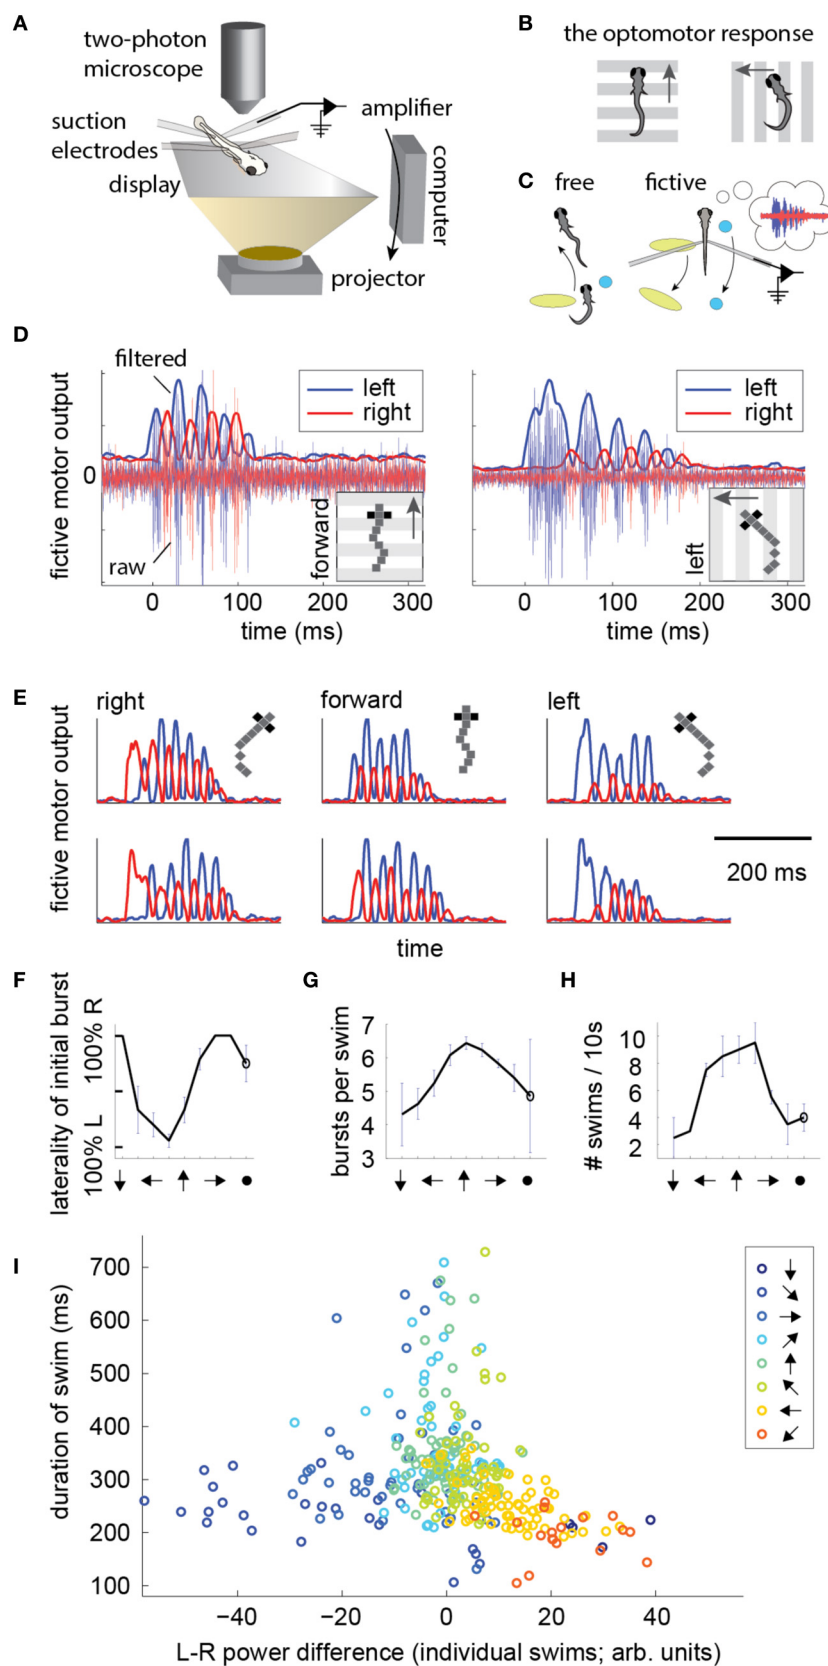 A
two-photon
microscope
suction
electrodes
display
amplifier
computer
projector
B
the optomotor response
C
free
fictive
D
fictive motor output
0
filtered
raw
left
right
forward
0
100
200
300
time (ms)
left
right
left
0
100
200
300
time (ms)
E
fictive motor output
right
forward
left
fictive motor output
200 ms
time
F
laterality of initial burst
100% L
100% R
G
bursts per swim
7
6
5
4
3
H
# swims / 10s
10
8
6
4
2
I
duration of swim (ms)
700
600
500
400
300
200
100
−40
−20
0
20
40
L-R power difference (individual swims; arb. units)